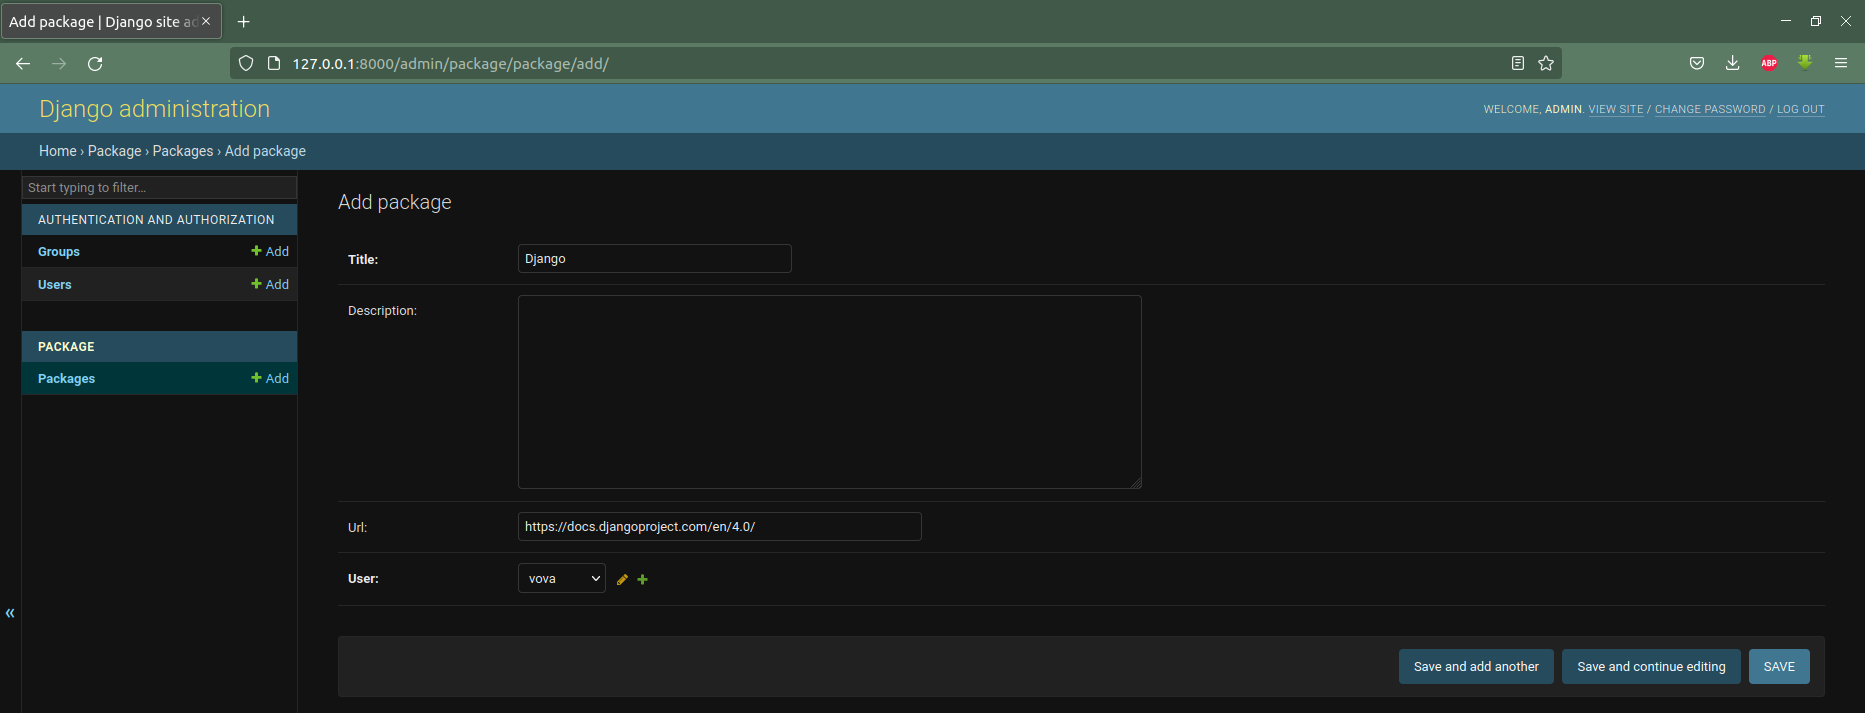 Add package | Django site ad
127.0.0.1:8000/admin/package/package/add/
ABP
Django administration
WELCOME, ADMIN. VIEW SITE / CHANGE PASSWORD / LOG OUT
Home › Package › Packages › Add package
Start typing to filter...
AUTHENTICATION AND AUTHORIZATION
Groups + Add
Users + Add
PACKAGE
Packages + Add
«
Add package
Title: Django
Description:
Url: https://docs.djangoproject.com/en/4.0/
User: vova
Save and add another Save and continue editing SAVE